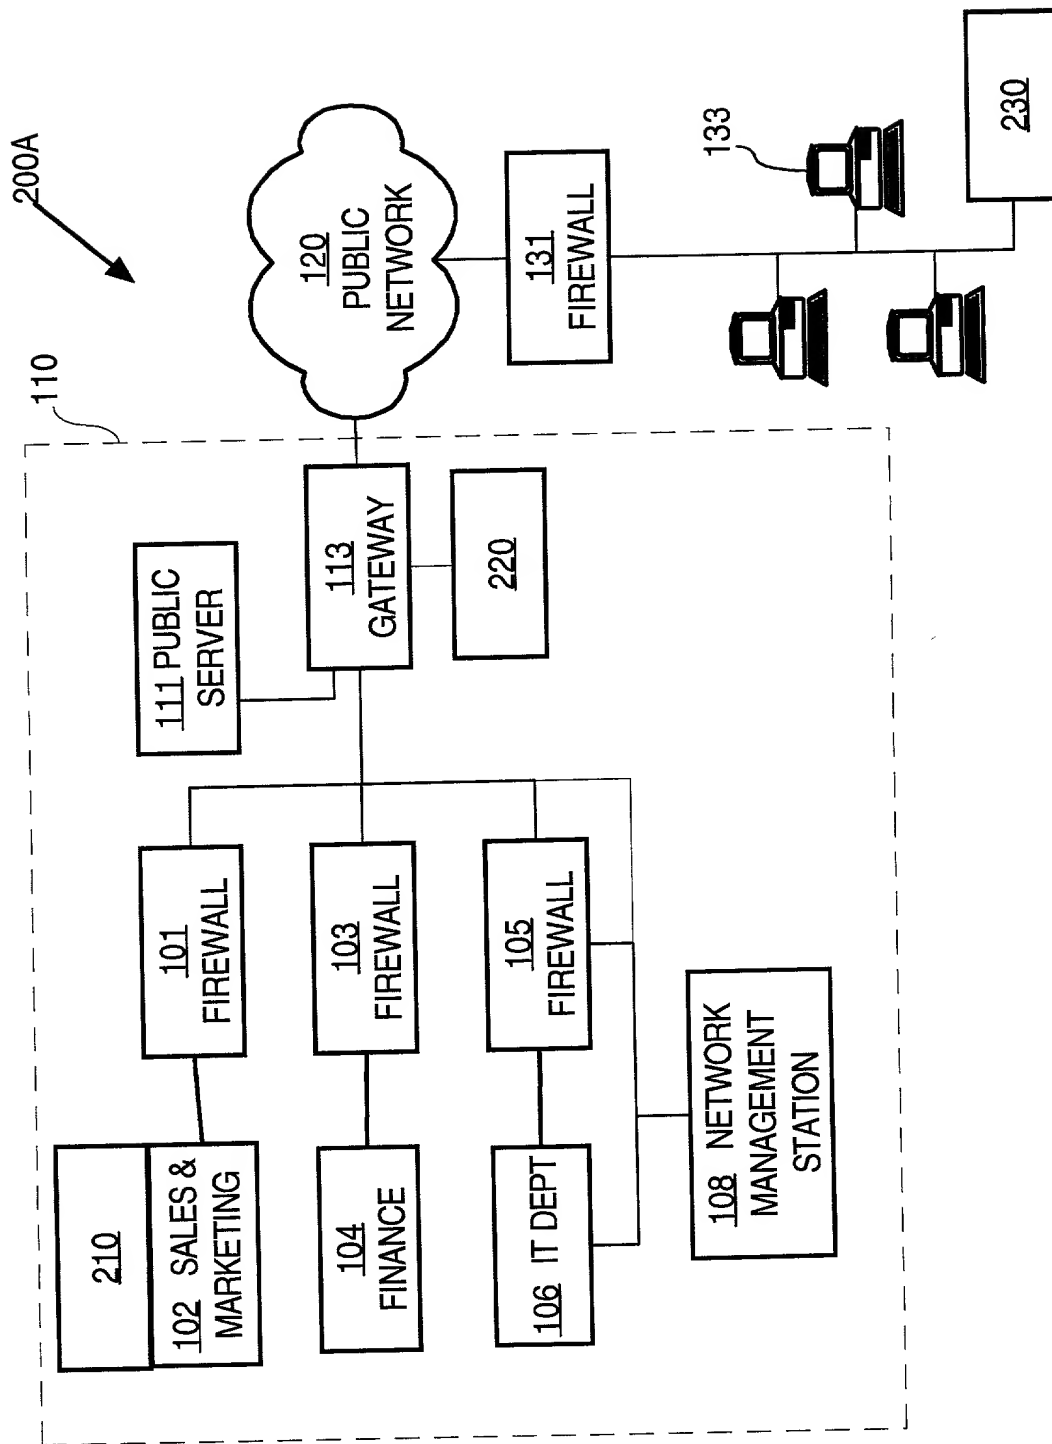 200A
110
210
102 SALES &
MARKETING
101
FIREWALL
111 PUBLIC
SERVER
104
FINANCE
103
FIREWALL
113
GATEWAY
120
PUBLIC
NETWORK
106 IT DEPT
105
FIREWALL
220
131
FIREWALL
108 NETWORK
MANAGEMENT
STATION
133
230